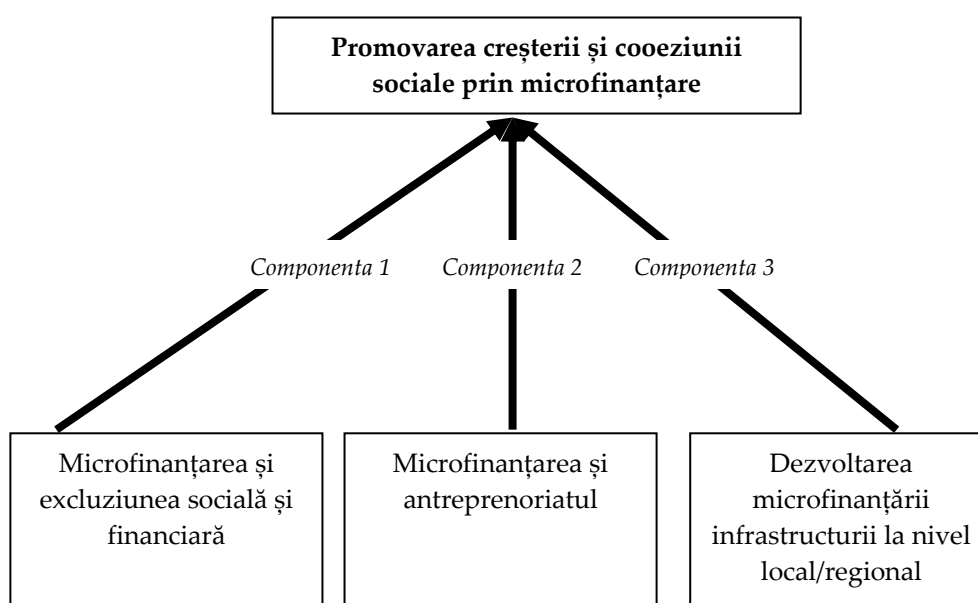 Promovarea creșterii și cooeziunii
sociale prin microfinanțare
Componenta 1
Componenta 2
Componenta 3
Microfinanțarea și
excluziunea socială și
financiară
Microfinanțarea și
antreprenoriatul
Dezvoltarea
microfinanțării
infrastructurii la nivel
local/regional